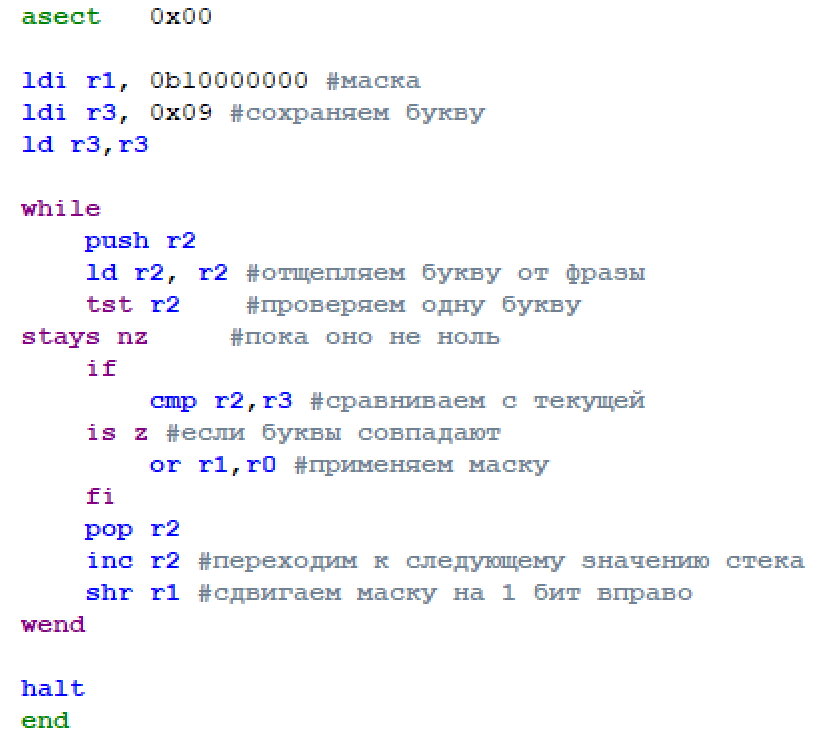 asect   0x00
ldi r1, 0b10000000 #маска
ldi r3, 0x09 #сохраняем букву
ld r3,r3
while
push r2
ld r2, r2 #отщепляем букву от фразы
tst r2    #проверяем одну букву
stays nz     #пока оно не ноль
if
cmp r2,r3 #сравниваем с текущей
is z #если буквы совпадают
or r1,r0 #применяем маску
fi
pop r2
inc r2 #переходим к следующему значению стека
shr r1 #сдвигаем маску на 1 бит вправо
wend
halt
end